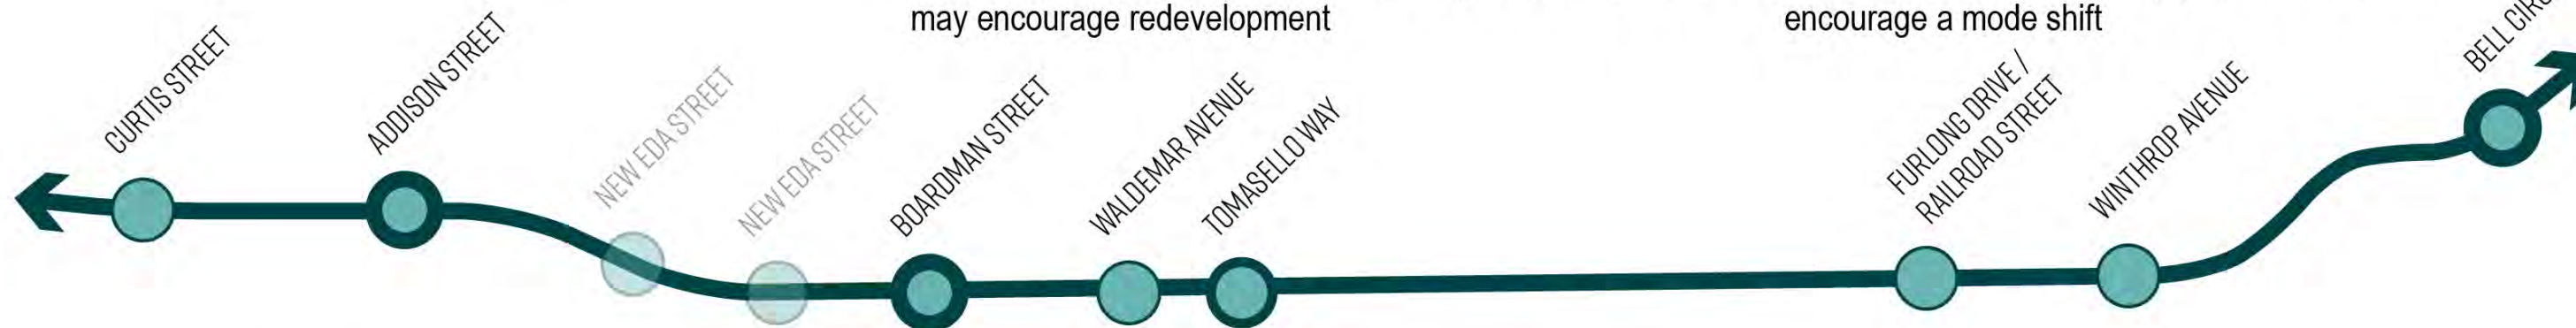 may encourage redevelopment
encourage a mode shift
CURTIS STREET
ADDISON STREET
NEW EDA STREET
NEW EDA STREET
BOARDMAN STREET
WALDEMAR AVENUE
TOMASELLO WAY
FURLONG DRIVE /
RAILROAD STREET
WINTHROP AVENUE
BELL